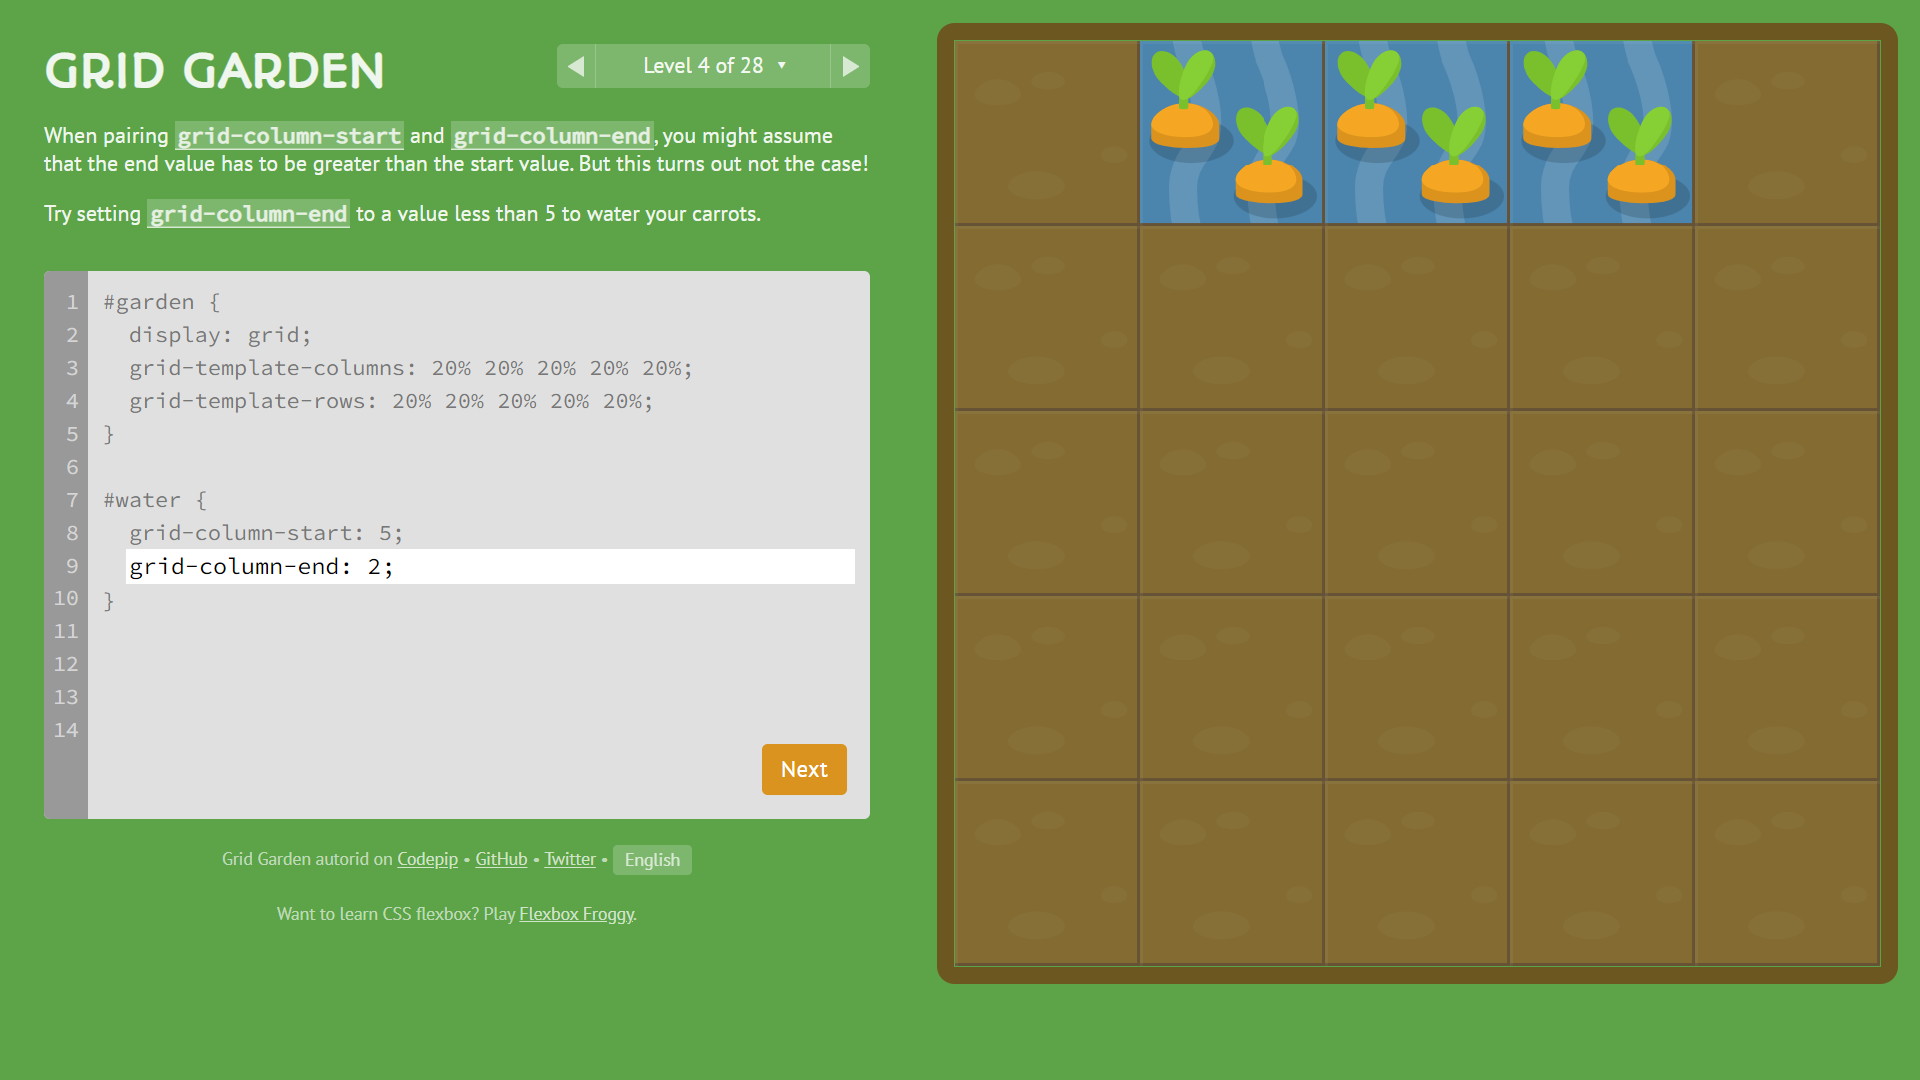 GRID GARDEN
◀ Level 4 of 28 ▼ ▶
When pairing grid-column-start and grid-column-end, you might assume
that the end value has to be greater than the start value. But this turns out not the case!
Try setting grid-column-end to a value less than 5 to water your carrots.
1 #garden {
2 display: grid;
3 grid-template-columns: 20% 20% 20% 20% 20%;
4 grid-template-rows: 20% 20% 20% 20% 20%;
5 }
6
7 #water {
8 grid-column-start: 5;
9 grid-column-end: 2;
10 }
11
12
13
14
Next
Grid Garden autorid on Codepip • GitHub • Twitter • English
Want to learn CSS flexbox? Play Flexbox Froggy.